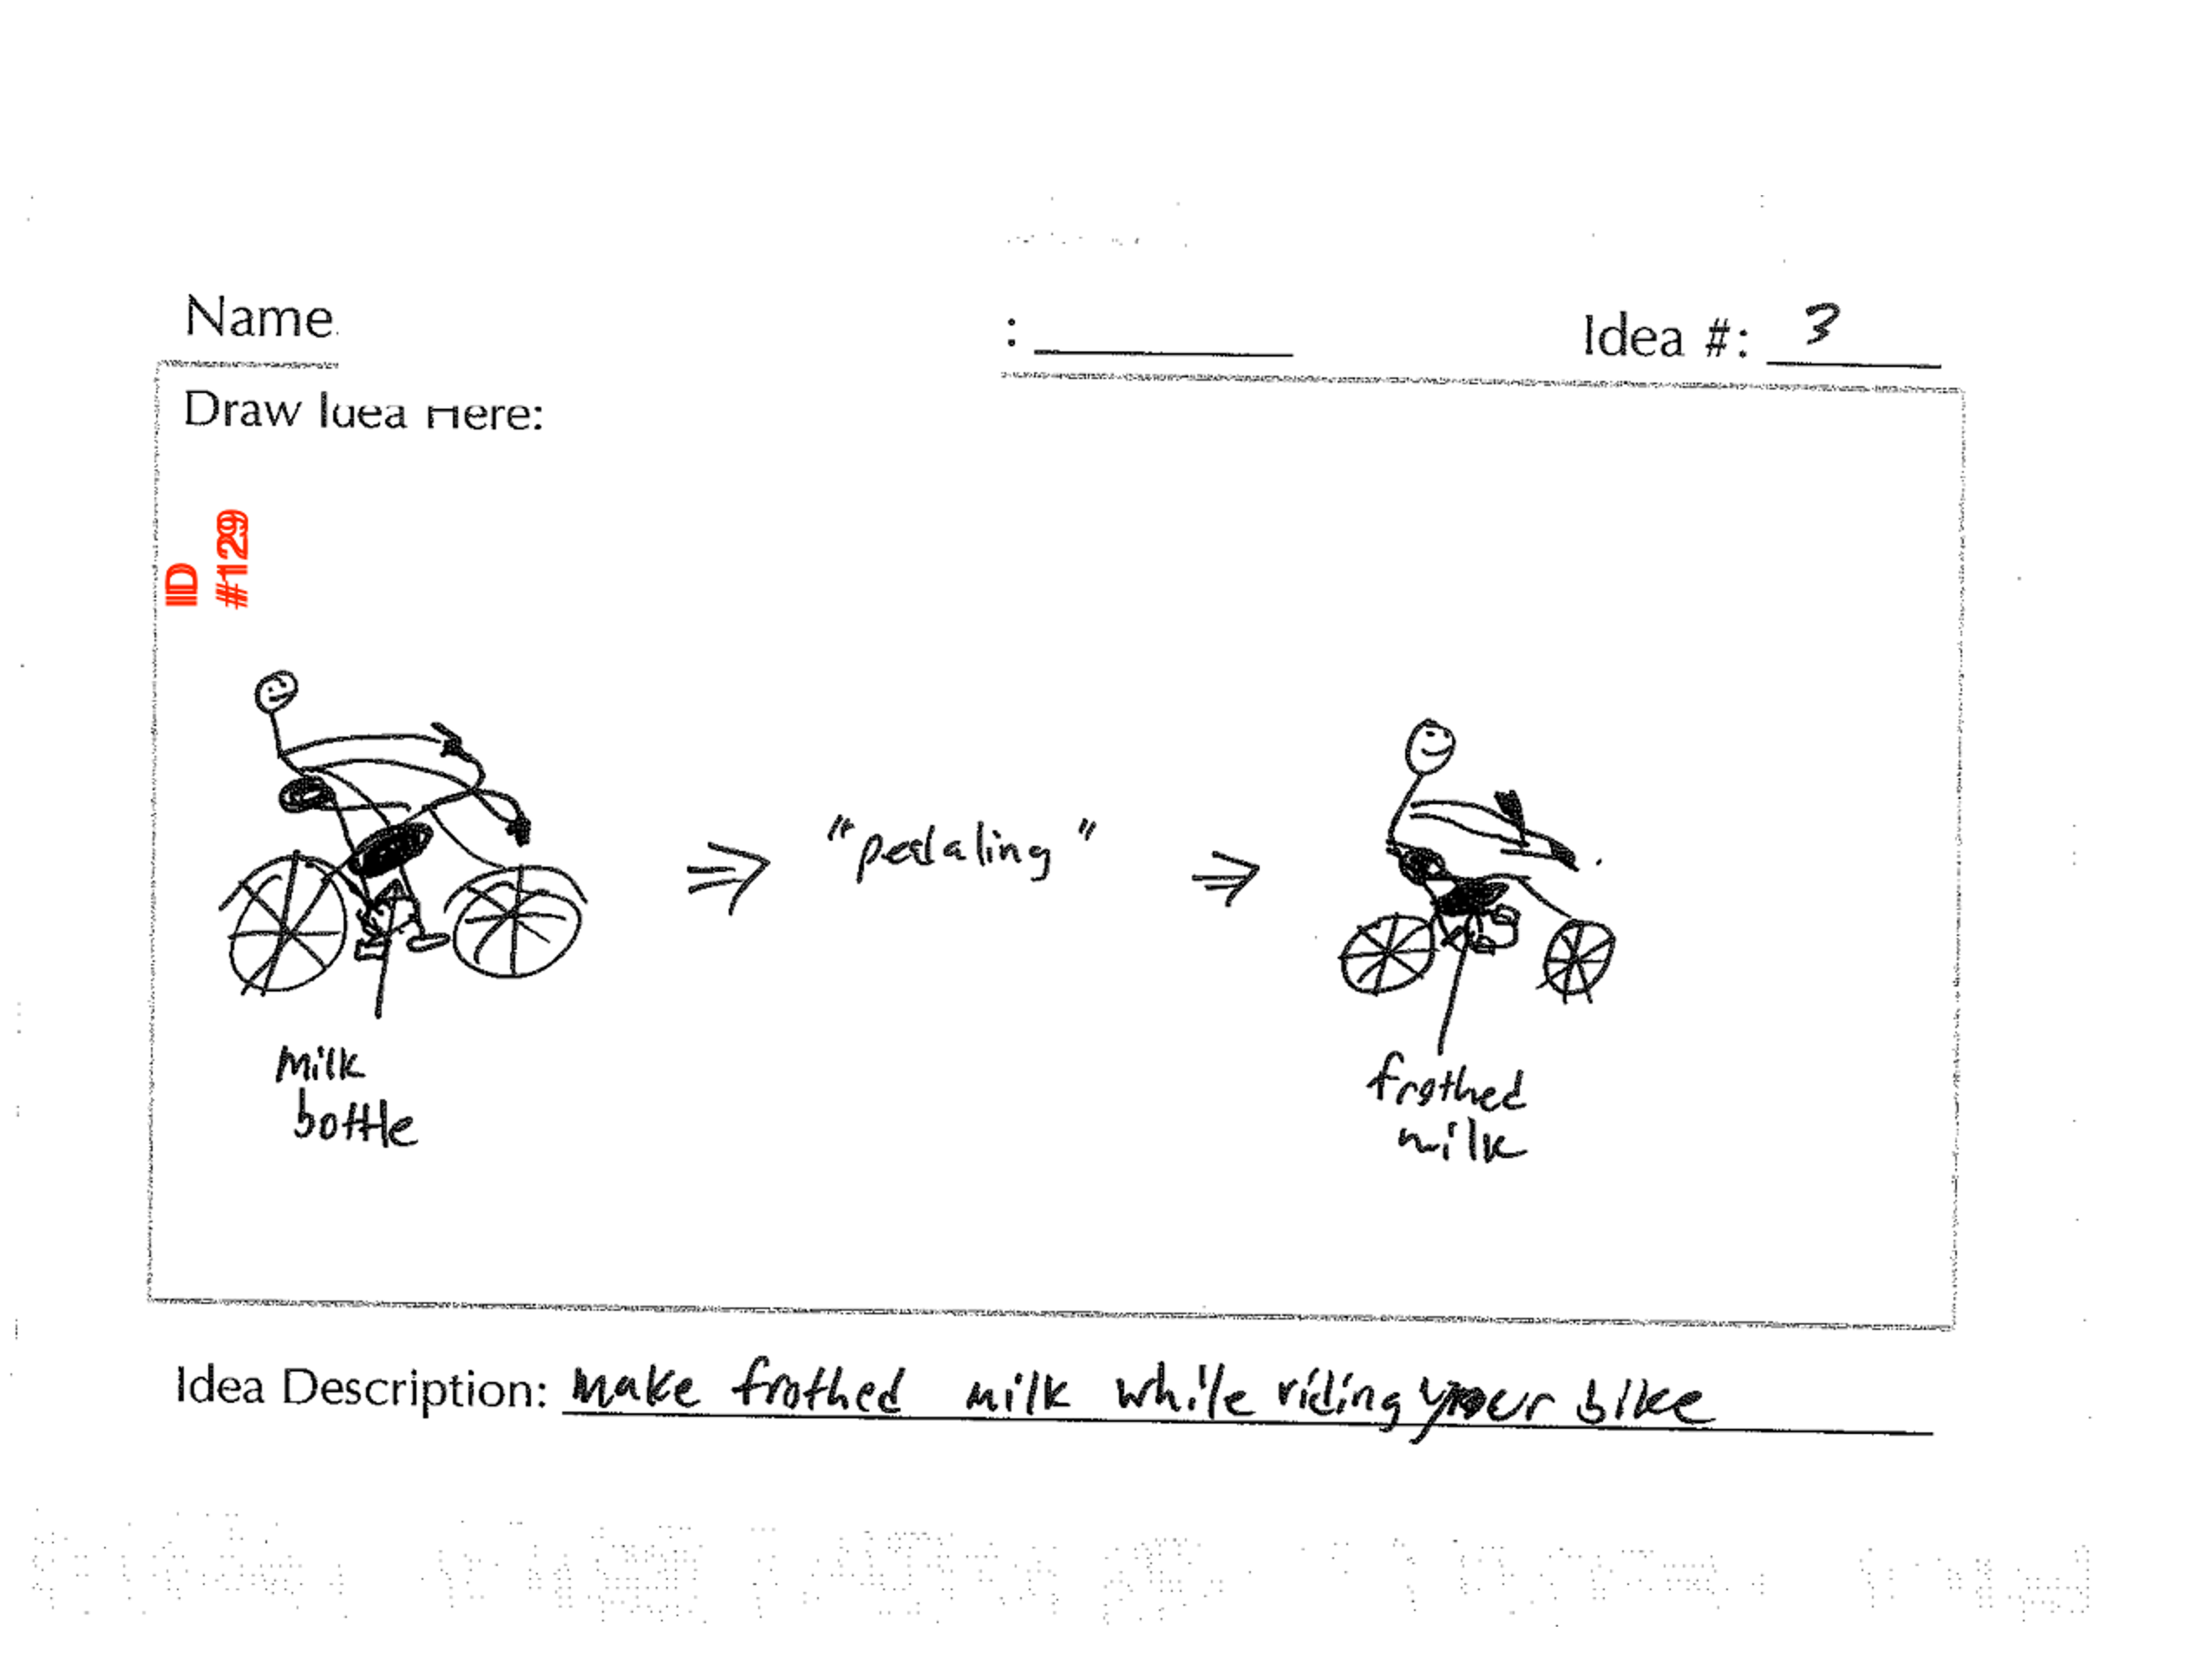 Name : Idea #: 3
Draw Idea Here:
ID
#129
"pedaling"
milk
bottle
frothed
milk
Idea Description: make frothed milk while riding your bike